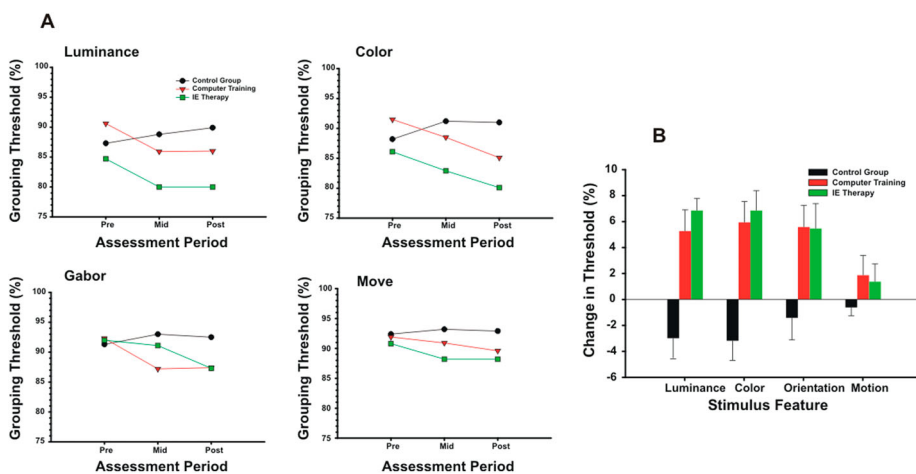 A
Luminance
Grouping Threshold (%)
100
95
90
85
80
75
Control Group
Computer Training
IE Therapy
Pre Mid Post
Assessment Period
Color
Grouping Threshold (%)
100
95
90
85
80
75
Pre Mid Post
Assessment Period
Gabor
Grouping Threshold (%)
100
95
90
85
80
75
Pre Mid Post
Assessment Period
Move
Grouping Threshold (%)
100
95
90
85
80
75
Pre Mid Post
Assessment Period
B
Change in Threshold (%)
10
8
6
4
2
0
-2
-4
-6
Control Group
Computer Training
IE Therapy
Luminance Color Orientation Motion
Stimulus Feature